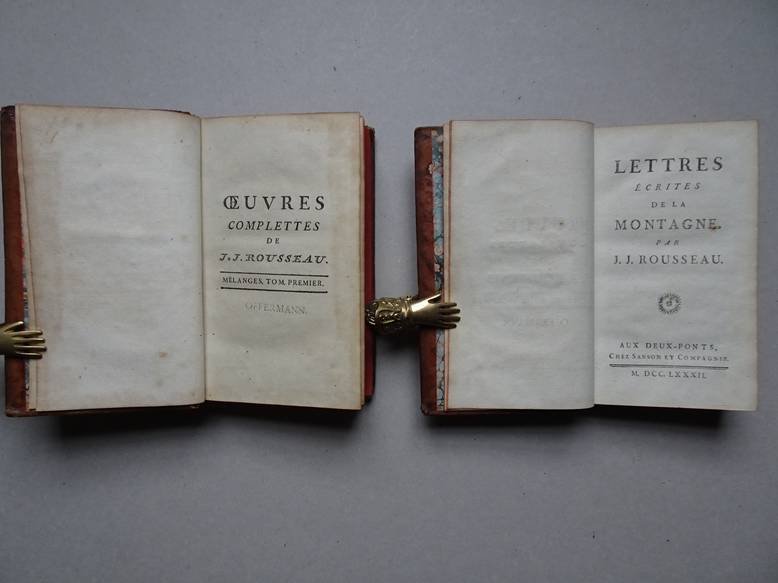 ŒUVRES
COMPLETTES
DE
J. J. ROUSSEAU.
MÊLANGES. TOM. PREMIER.
OFFERMANN.
LETTRES
ÉCRITES
DE LA
MONTAGNE.
PAR
J. J. ROUSSEAU.
AUX DEUX-PONTS,
CHEZ SANSON ET COMPAGNIE.
M. DCC. LXXXII.